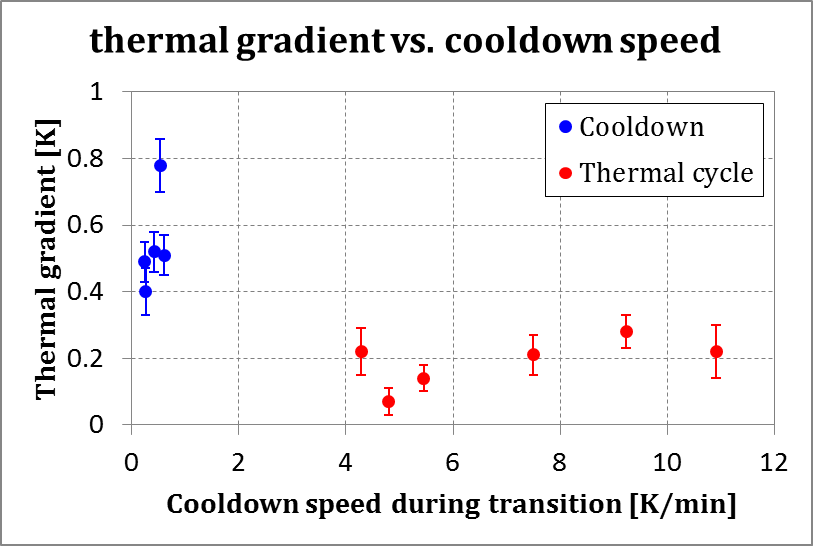 thermal gradient vs. cooldown speed
Thermal gradient [K]
1
0.8
0.6
0.4
0.2
0
Cooldown
Thermal cycle
0 2 4 6 8 10 12
Cooldown speed during transition [K/min]